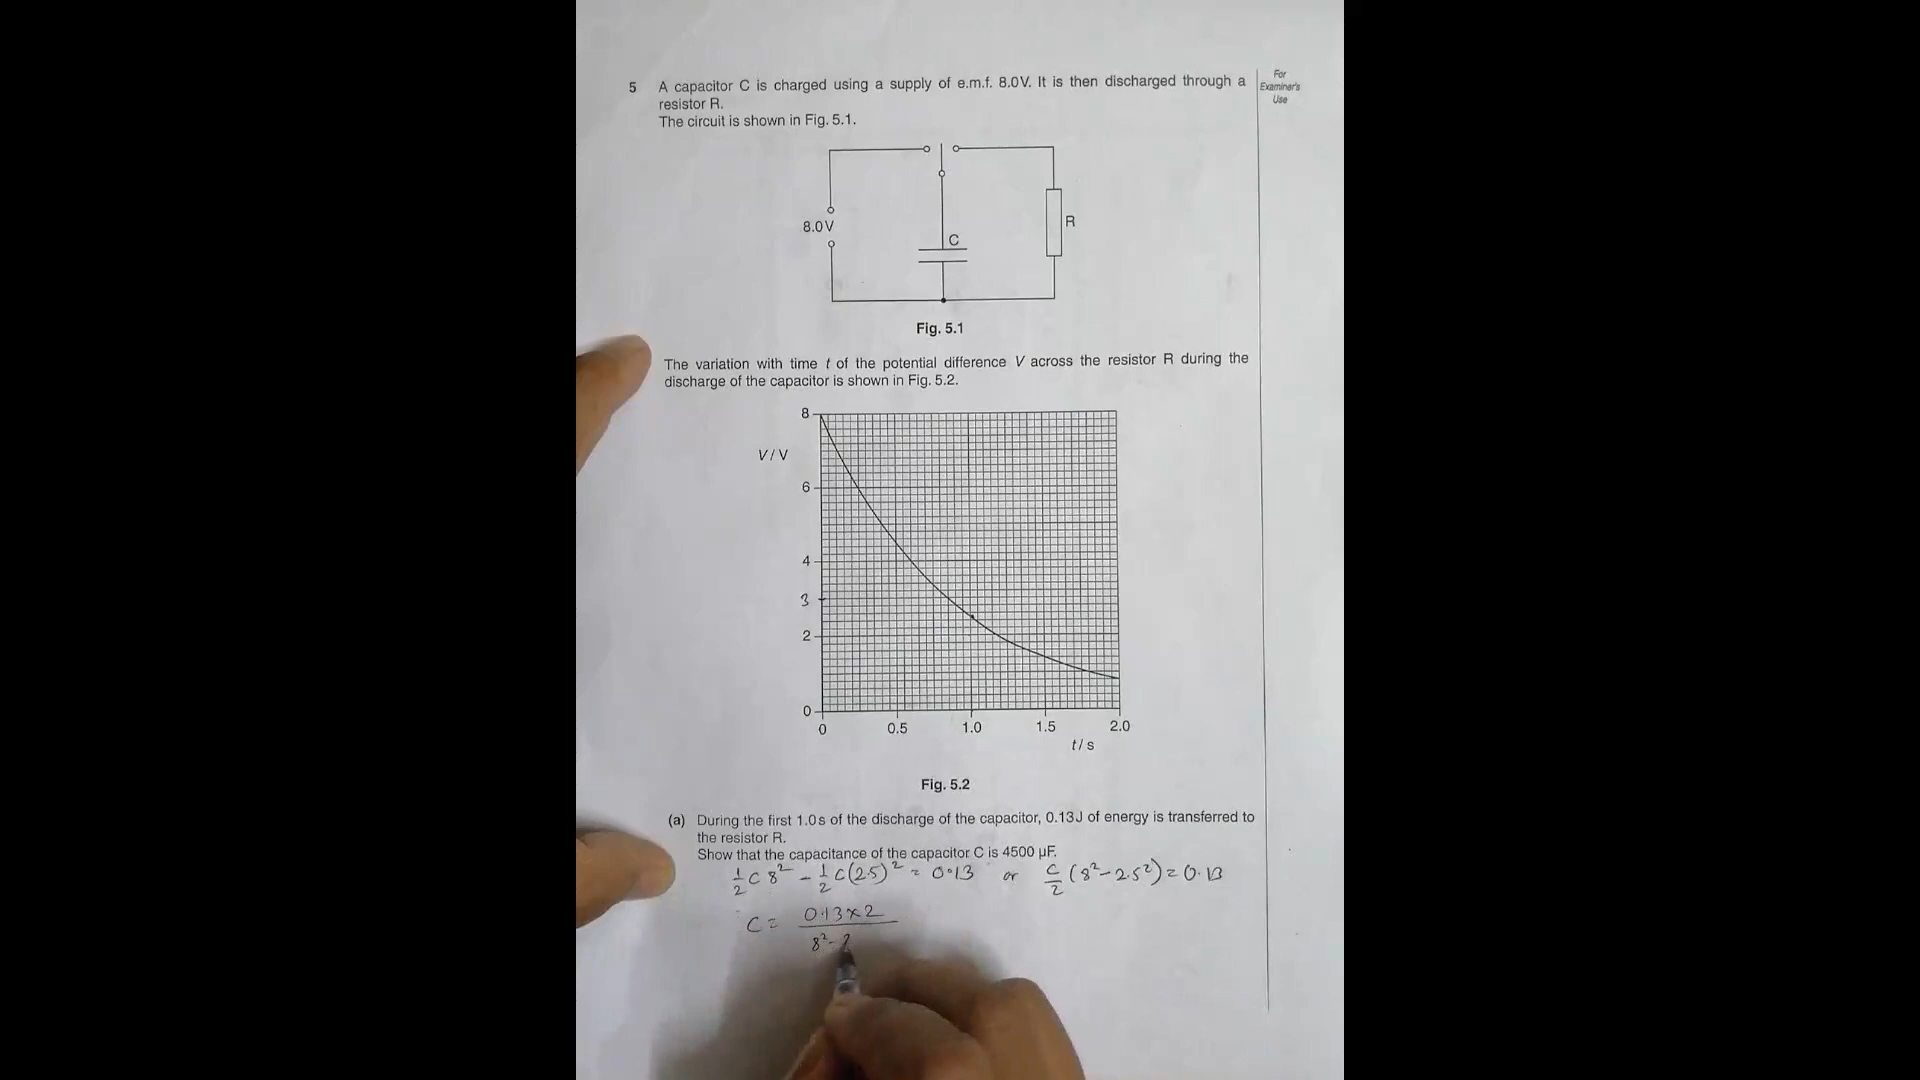 5 A capacitor C is charged using a supply of e.m.f. 8.0V. It is then discharged through a
resistor R.
The circuit is shown in Fig. 5.1.
For
Examiner's
Use
8.0V
C
R
Fig. 5.1
The variation with time t of the potential difference V across the resistor R during the
discharge of the capacitor is shown in Fig. 5.2.
8
V / V
6
4
3
2
0
0 0.5 1.0 1.5 2.0
t / s
Fig. 5.2
(a) During the first 1.0s of the discharge of the capacitor, 0.13J of energy is transferred to
the resistor R.
Show that the capacitance of the capacitor C is 4500 µF.
1/2 C 8² - 1/2 C(2.5)² = 0.13 or C/2 (8² - 2.5²) = 0.13
C = 0.13 × 2
8² - 2